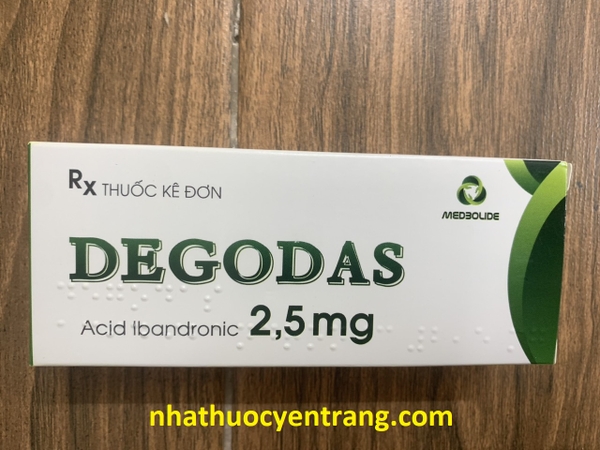 Rx THUỐC KÊ ĐƠN
MEDBOLIDE
DEGODAS
Acid Ibandronic 2,5 mg
nhathuocyentrang.com